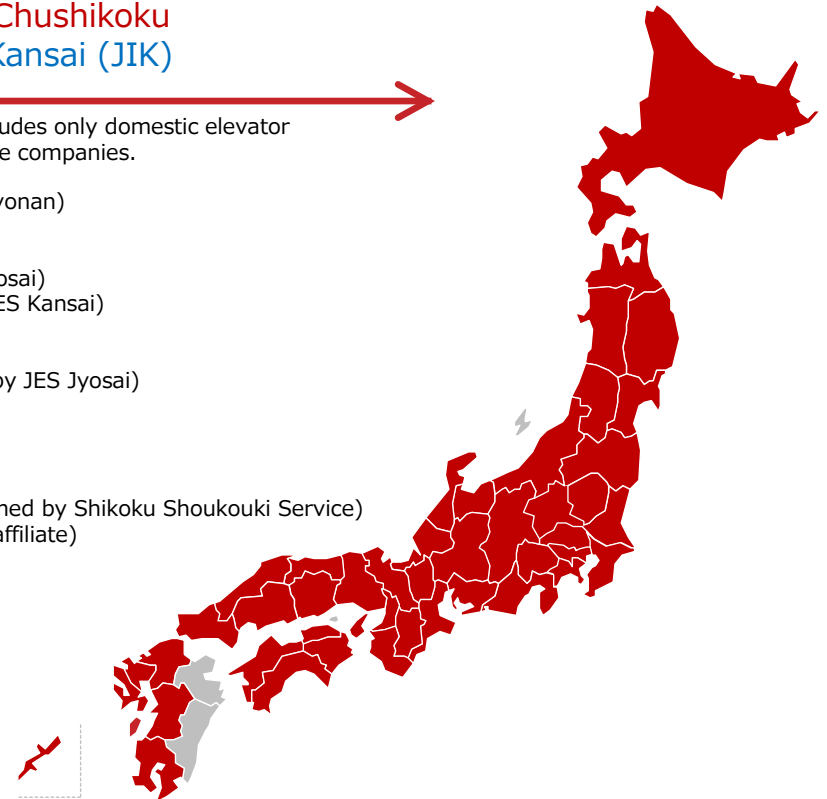 Chushikoku
Kansai (JIK)
udes only domestic elevator
e companies.
yonan)
osai)
ES Kansai)
by JES Jyosai)
ned by Shikoku Shoukouki Service)
affiliate)